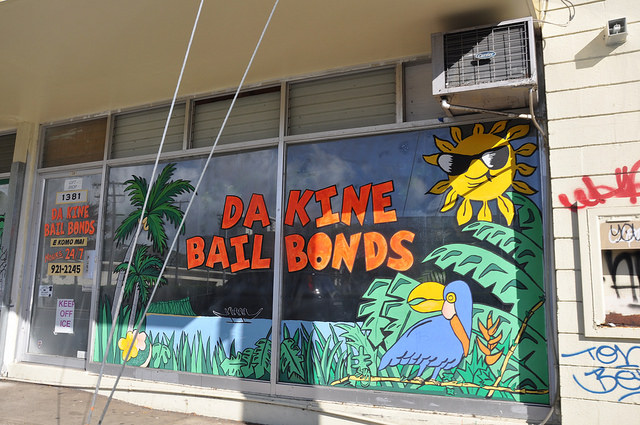 1381
DA KINE
BAIL BONDS
E KOMO MAI
24/7
921-2245
KEEP
OFF
ICE
DA KINE
BAIL BONDS